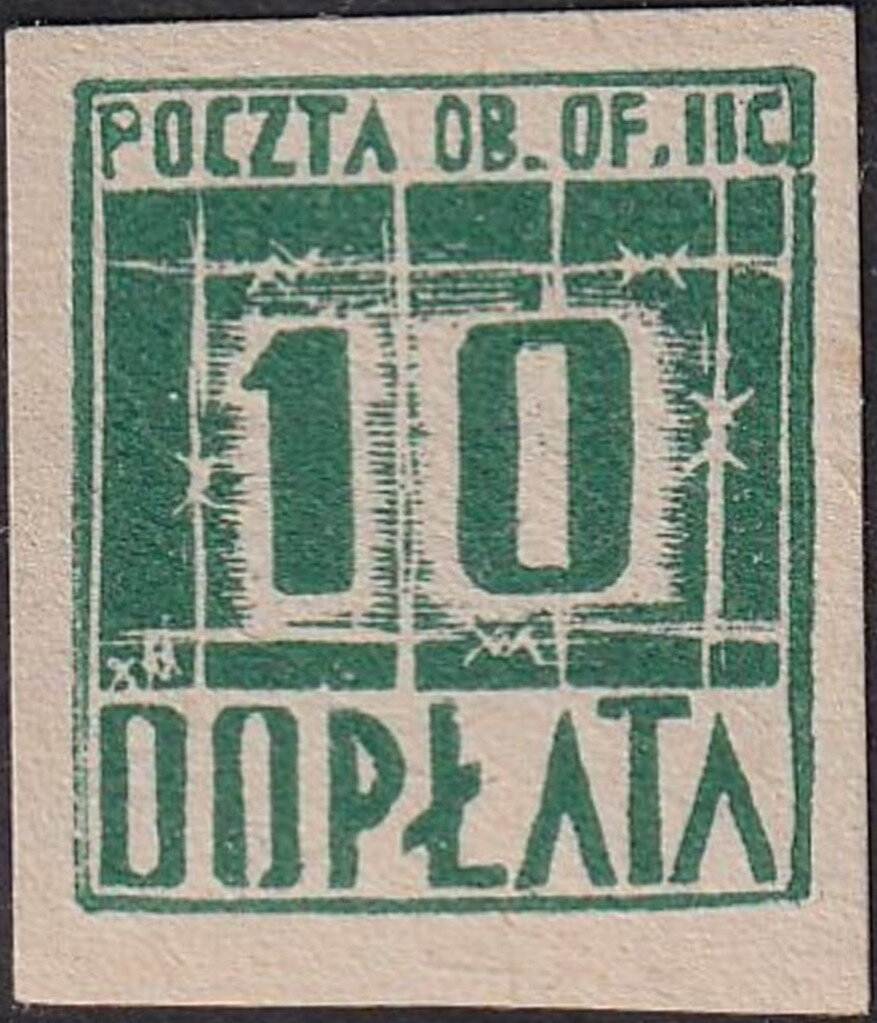 POCZTA OB. OF. IIC
10
DOPŁATA